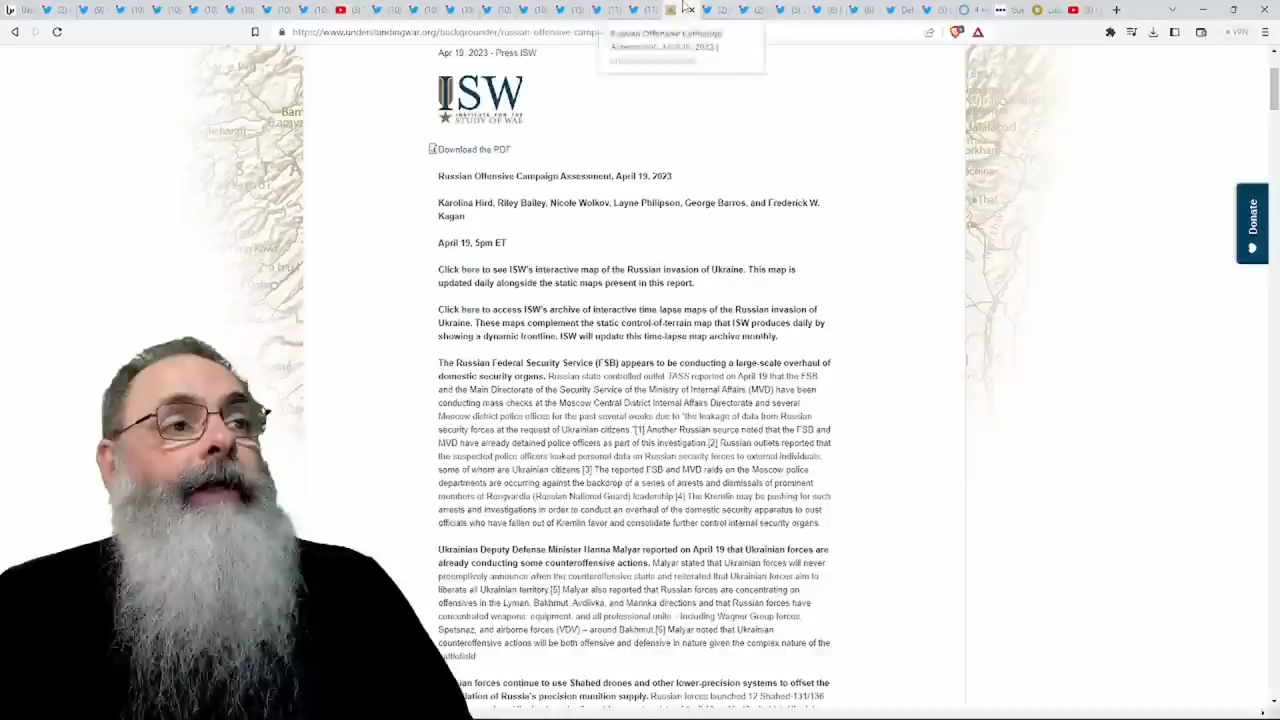 https://www.understandingwar.org/backgrounder/russian-offensive-campa
VPN
Apr 19, 2023 - Press ISW
ISW
INSTITUTE FOR THE
STUDY OF WAR
Download the PDF
Russian Offensive Campaign Assessment, April 19, 2023
Karolina Hird, Riley Bailey, Nicole Wolkov, Layne Philipson, George Barros, and Frederick W.
Kagan
April 19, 5pm ET
Click here to see ISW's interactive map of the Russian invasion of Ukraine. This map is
updated daily alongside the static maps present in this report.
Click here to access ISW's archive of interactive time lapse maps of the Russian invasion of
Ukraine. These maps complement the static control-of-terrain map that ISW produces daily by
showing a dynamic frontline. ISW will update this time-lapse map archive monthly.
The Russian Federal Security Service (FSB) appears to be conducting a large-scale overhaul of
domestic security organs. Russian state-controlled outlet TASS reported on April 19 that the FSB
and the Main Directorate of the Security Service of the Ministry of Internal Affairs (MVD) have been
conducting mass checks at the Moscow Central District Internal Affairs Directorate and several
Moscow district police offices for the past several weeks due to "the leakage of data from Russian
security forces at the request of Ukrainian citizens."[1] Another Russian source noted that the FSB and
MVD have already detained police officers as part of this investigation.[2] Russian outlets reported that
the suspected police officers leaked personal data on Russian security forces to external individuals,
some of whom are Ukrainian citizens.[3] The reported FSB and MVD raids on the Moscow police
departments are occurring against the backdrop of a series of arrests and dismissals of prominent
members of Rosgvardia (Russian National Guard) leadership.[4] The Kremlin may be pushing for such
arrests and investigations in order to conduct an overhaul of the domestic security apparatus to oust
officials who have fallen out of Kremlin favor and consolidate further control internal security organs.
Ukrainian Deputy Defense Minister Hanna Malyar reported on April 19 that Ukrainian forces are
already conducting some counteroffensive actions. Malyar stated that Ukrainian forces will never
preemptively announce when the counteroffensive starts and reiterated that Ukrainian forces aim to
liberate all Ukrainian territory.[5] Malyar also reported that Russian forces are concentrating on
offensives in the Lyman, Bakhmut, Avdiivka, and Marinka directions and that Russian forces have
concentrated weapons, equipment, and all professional units – including Wagner Group forces,
Spetsnaz, and airborne forces (VDV) – around Bakhmut.[6] Malyar noted that Ukrainian
counteroffensive actions will be both offensive and defensive in nature given the complex nature of the
battlefield
ian forces continue to use Shahed drones and other lower-precision systems to offset the
lation of Russia's precision munition supply. Russian forces launched 12 Shahed-131/136
Donate